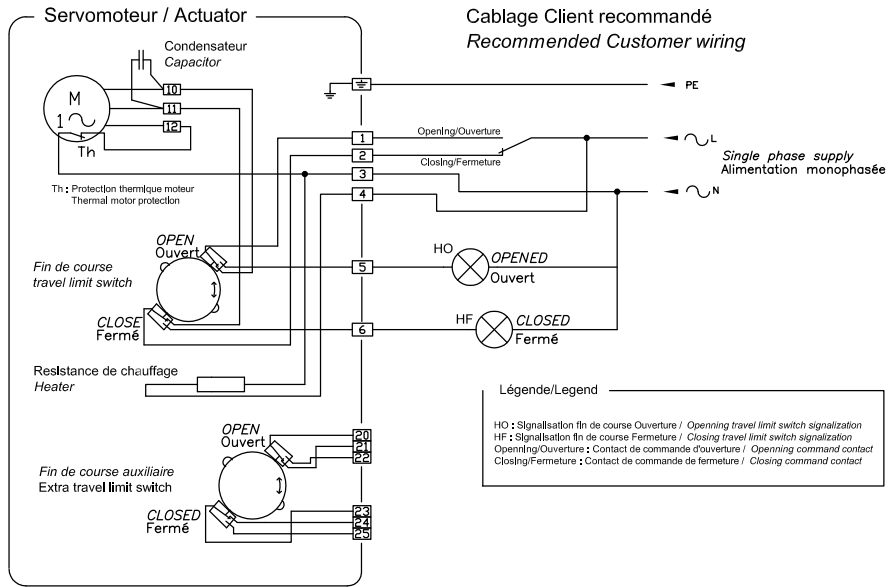 Servomoteur / Actuator
Cablage Client recommandé
Recommended Customer wiring
Condensateur
Capacitor
10
11
12
M
1
Th
Th : Protection thermique moteur
Thermal motor protection
PE
1
Opening/Ouverture
2
Closing/Fermeture
3
4
L
Single phase supply
Alimentation monophasée
N
OPEN
Ouvert
Fin de course
travel limit switch
CLOSE
Fermé
5
HO
OPENED
Ouvert
6
HF
CLOSED
Fermé
Resistance de chauffage
Heater
Légende/Legend
HO : Signalisation fin de course Ouverture / Openning travel limit switch signalization
HF : Signalisation fin de course Fermeture / Closing travel limit switch signalization
Openning/Ouverture : Contact de commande d'ouverture / Openning command contact
Closing/Fermeture : Contact de commande de fermeture / Closing command contact
OPEN
Ouvert
20
21
22
Fin de course auxiliaire
Extra travel limit switch
CLOSED
Fermé
23
24
25